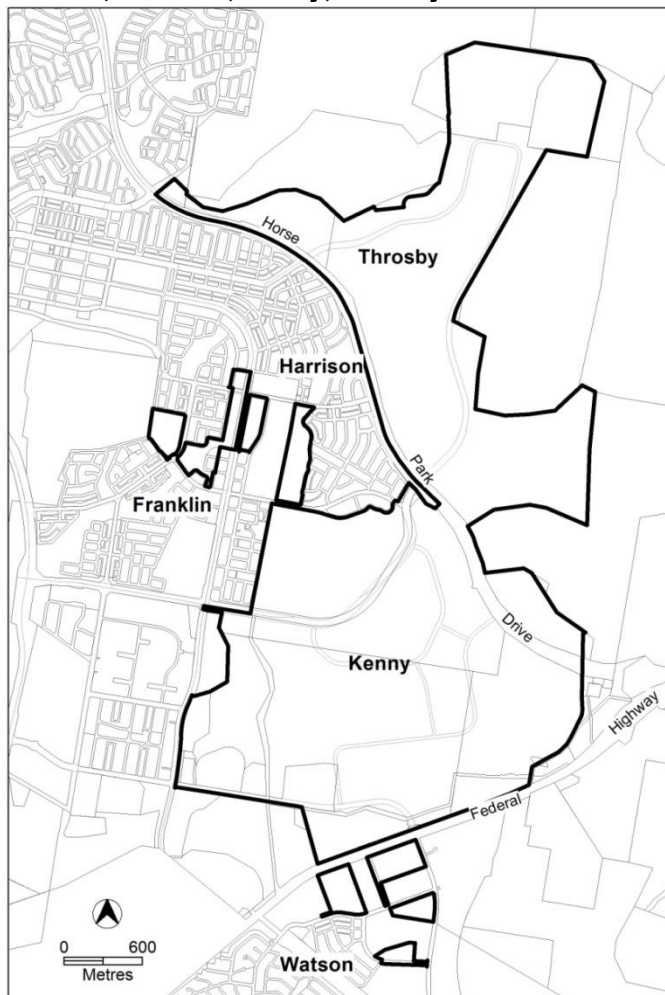 Horse
Throsby
Harrison
Park
Franklin
Drive
Kenny
Highway
Federal
0 600
Metres
Watson